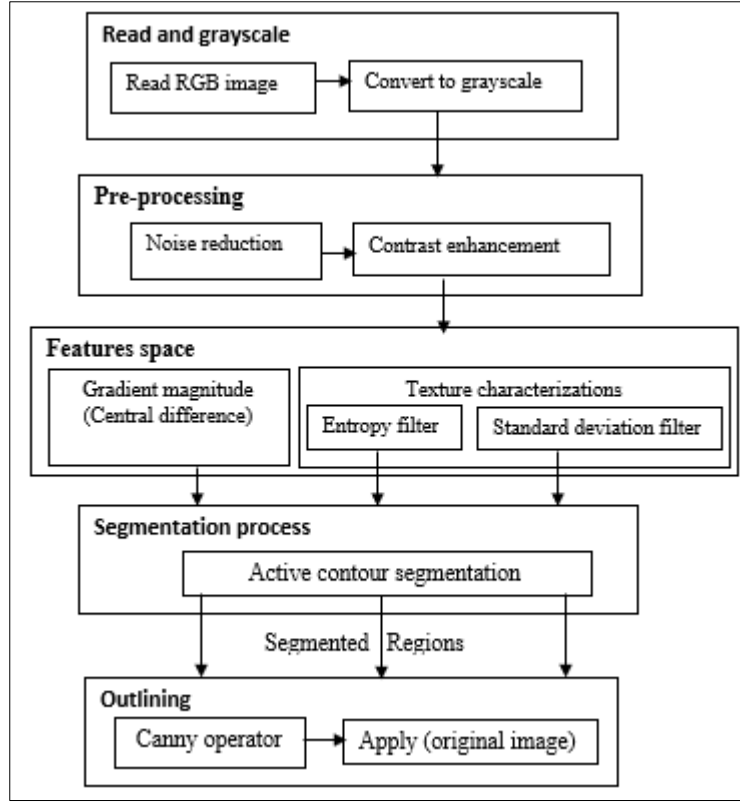 Read and grayscale
Read RGB image
Convert to grayscale
Pre-processing
Noise reduction
Contrast enhancement
Features space
Gradient magnitude
(Central difference)
Texture characterizations
Entropy filter
Standard deviation filter
Segmentation process
Active contour segmentation
Segmented Regions
Outlining
Canny operator
Apply (original image)